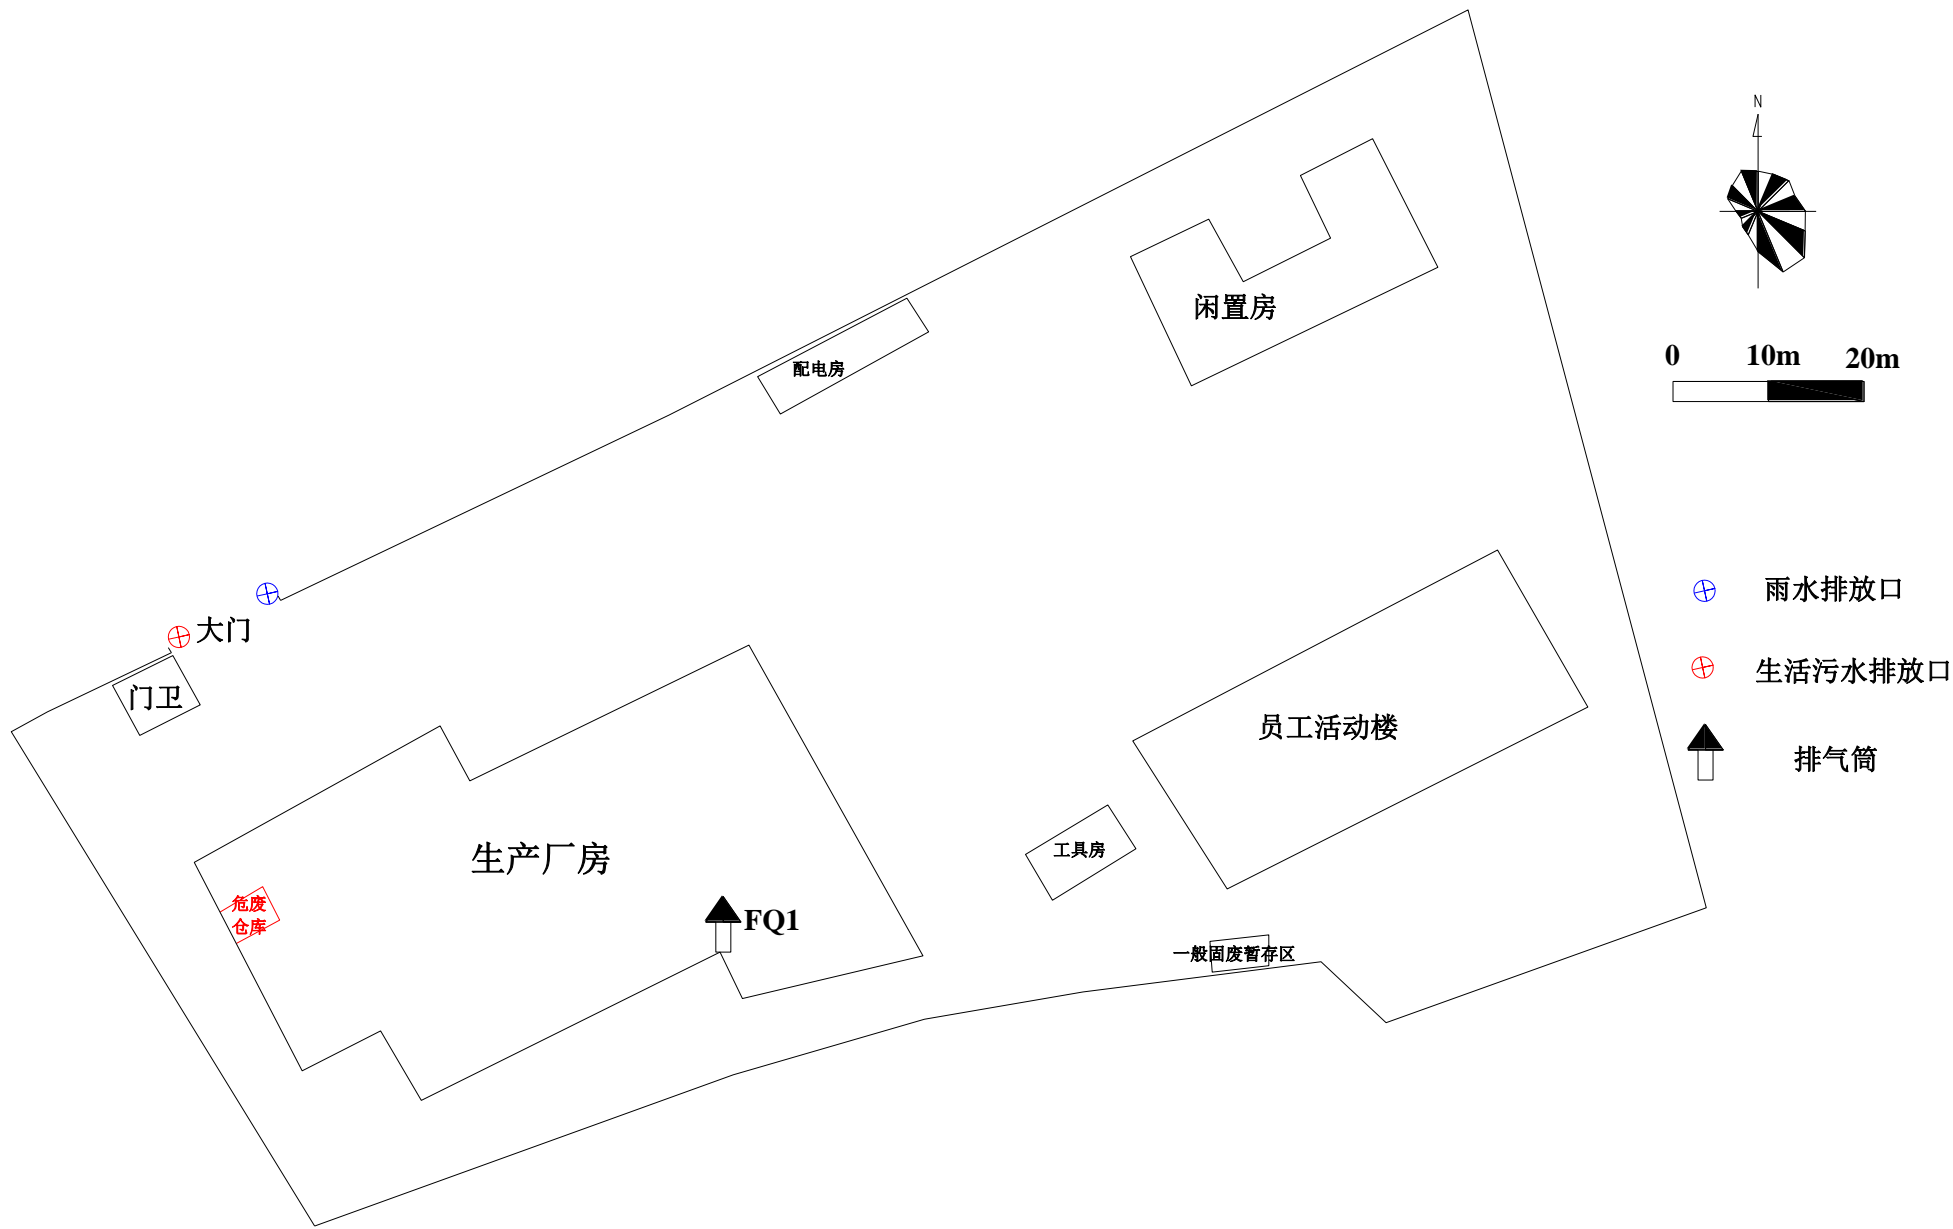 N
闲置房
0 10m 20m
配电房
雨水排放口
大门
生活污水排放口
门卫
员工活动楼
排气筒
生产厂房
工具房
危废
仓库
FQ1
一般固废暂存区